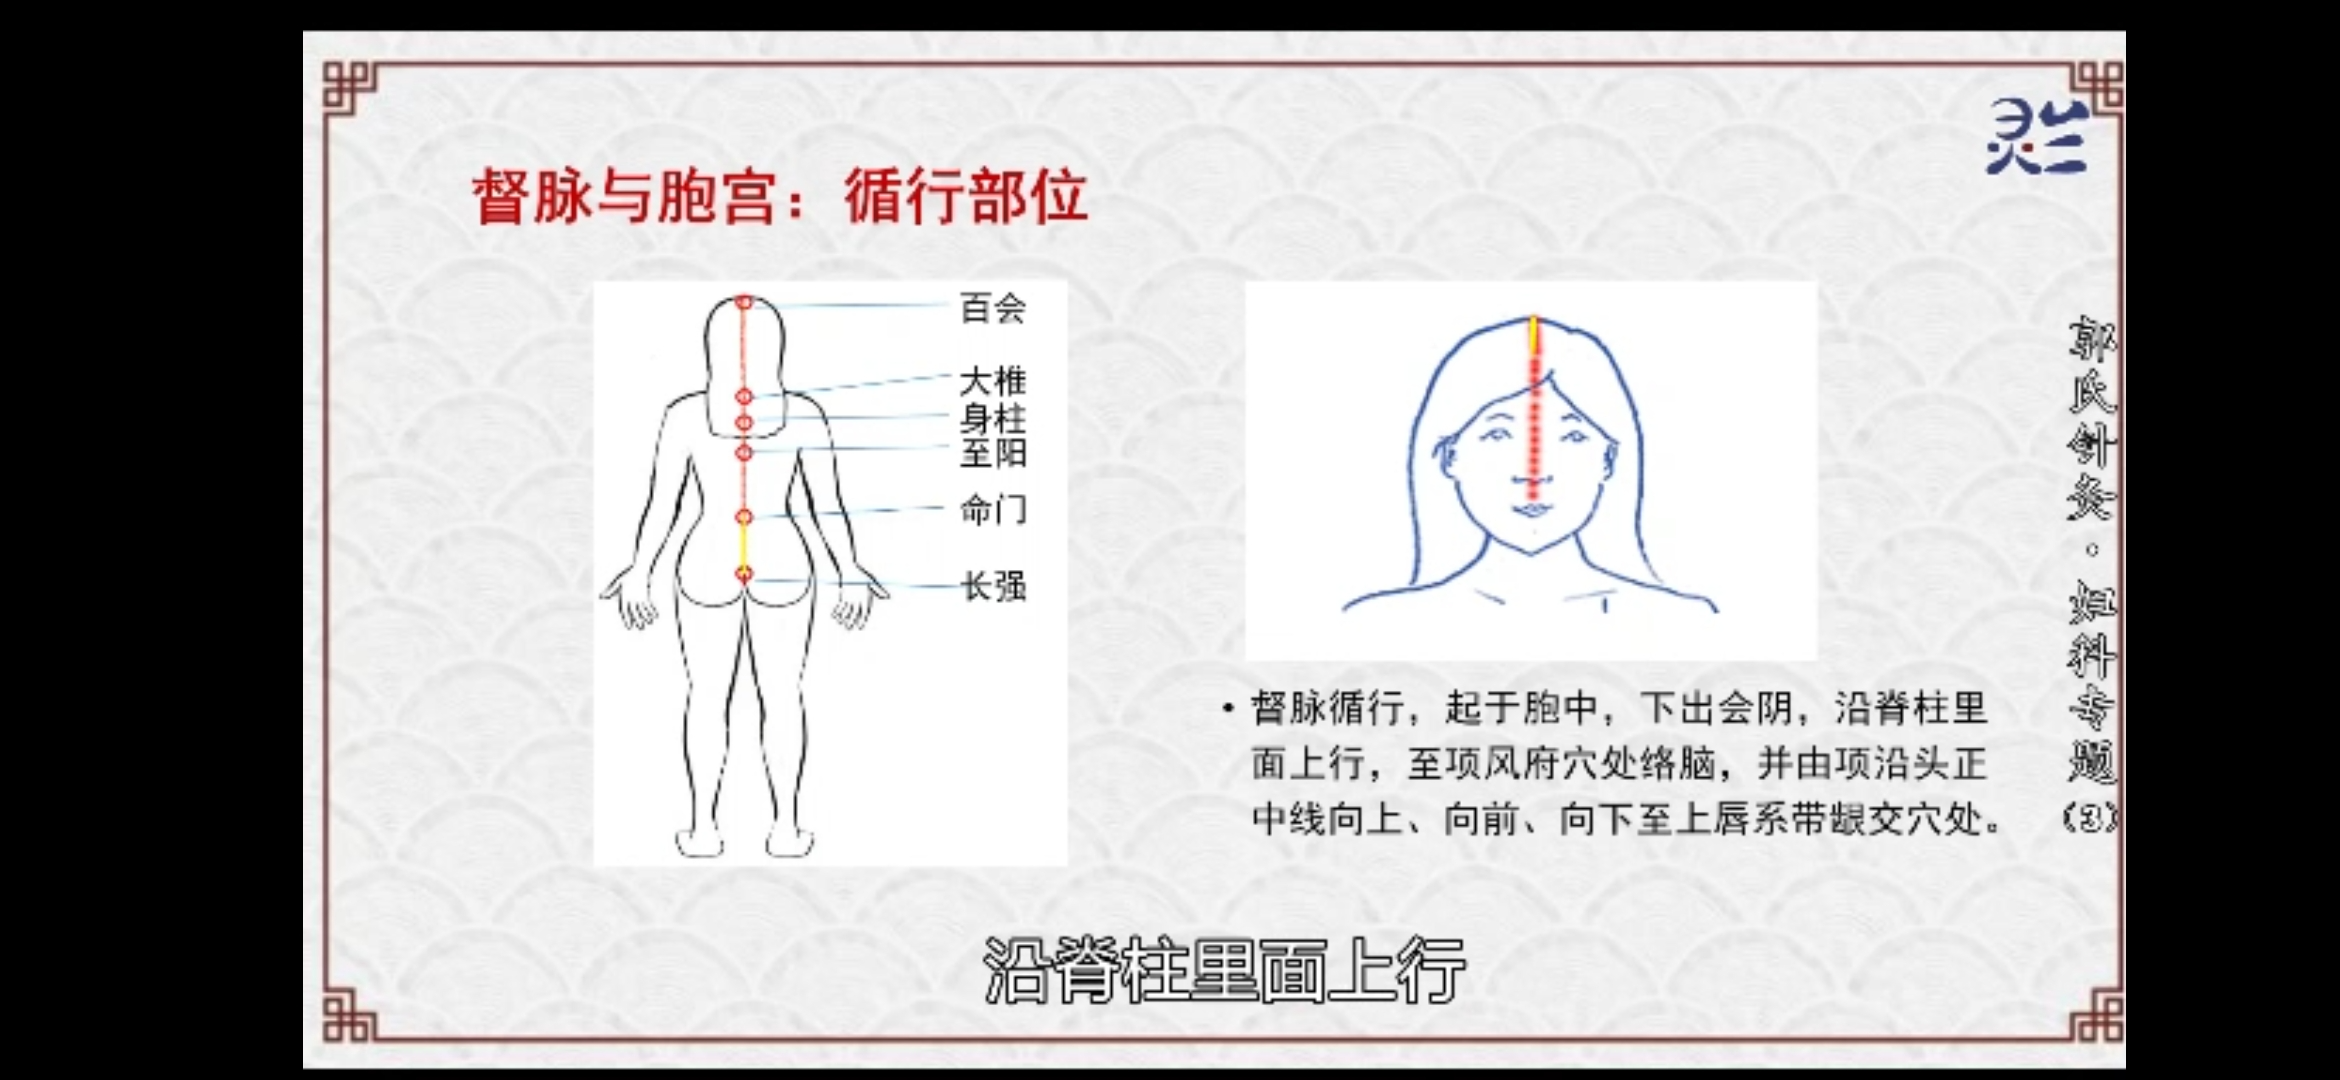 灵兰
督脉与胞宫：循行部位
百会
大椎
身柱
至阳
命门
长强
• 督脉循行，起于胞中，下出会阴，沿脊柱里
面上行，至项风府穴处络脑，并由项沿头正
中线向上、向前、向下至上唇系带龈交穴处。
郭氏针灸·妇科专题(3)
沿脊柱里面上行